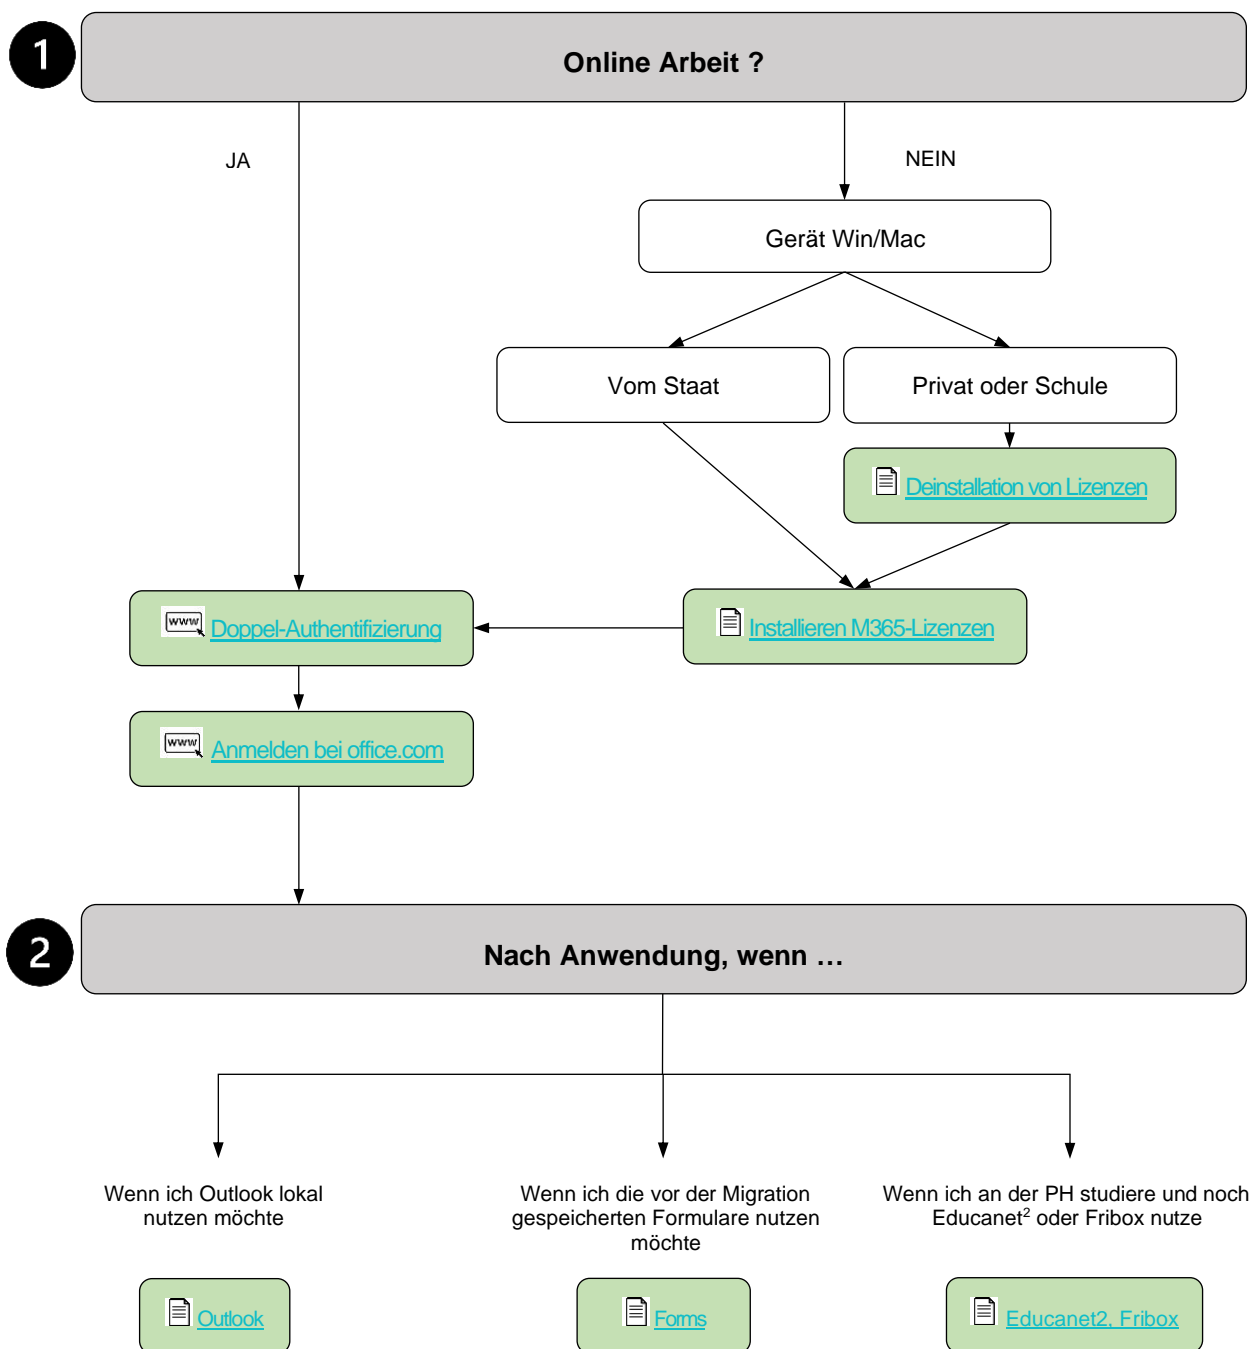 1
Online Arbeit ?
JA
NEIN
Gerät Win/Mac
Vom Staat
Privat oder Schule
Deinstallation von Lizenzen
www
Doppel-Authentifizierung
Installieren M365-Lizenzen
www
Anmelden bei office.com
2
Nach Anwendung, wenn …
Wenn ich Outlook lokal
nutzen möchte
Wenn ich die vor der Migration
gespeicherten Formulare nutzen
möchte
Wenn ich an der PH studiere und noch
Educanet² oder Fribox nutze
Outlook
Forms
Educanet2, Fribox